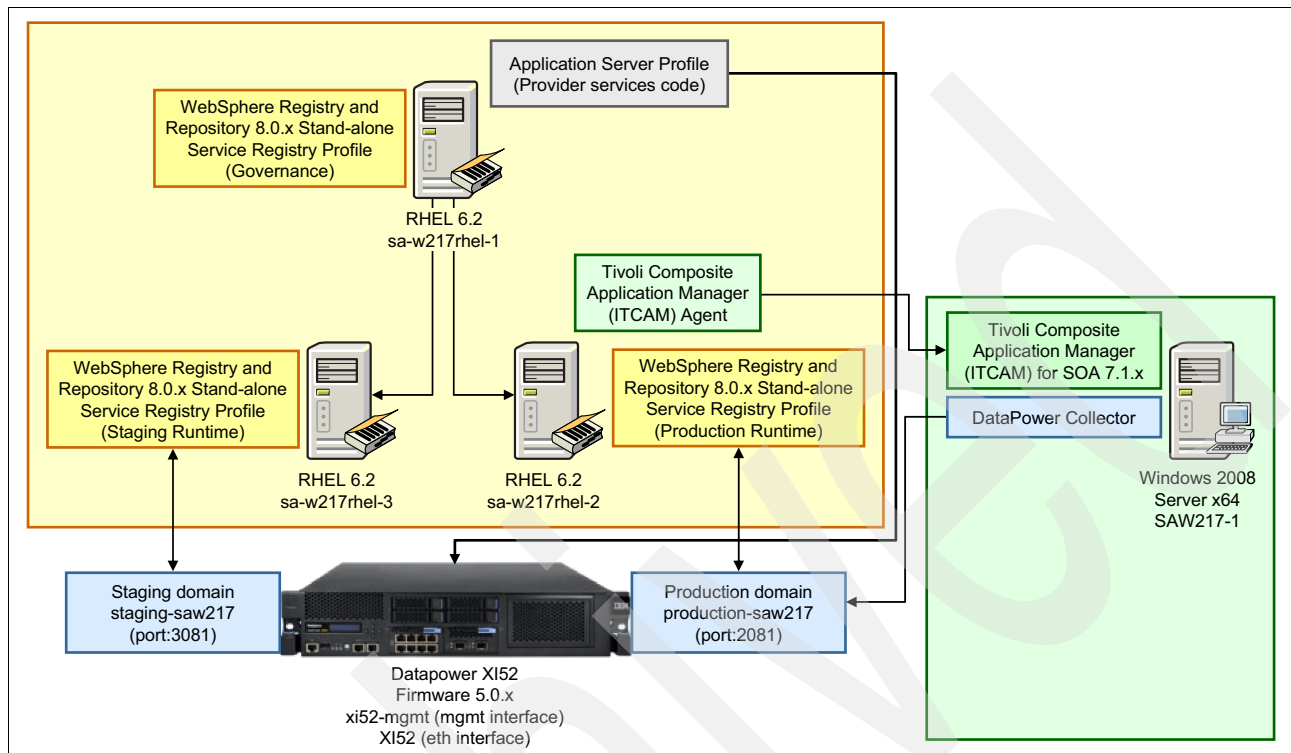 Application Server Profile
(Provider services code)
WebSphere Registry and
Repository 8.0.x Stand-alone
Service Registry Profile
(Governance)
RHEL 6.2
sa-w217rhel-1
Tivoli Composite
Application Manager
(ITCAM) Agent
Tivoli Composite
Application Manager
(ITCAM) for SOA 7.1.x
DataPower Collector
Windows 2008
Server x64
SAW217-1
WebSphere Registry and
Repository 8.0.x Stand-alone
Service Registry Profile
(Staging Runtime)
RHEL 6.2
sa-w217rhel-3
RHEL 6.2
sa-w217rhel-2
WebSphere Registry and
Repository 8.0.x Stand-alone
Service Registry Profile
(Production Runtime)
Staging domain
staging-saw217
(port:3081)
IBM
Production domain
production-saw217
(port:2081)
Datapower XI52
Firmware 5.0.x
xi52-mgmt (mgmt interface)
XI52 (eth interface)